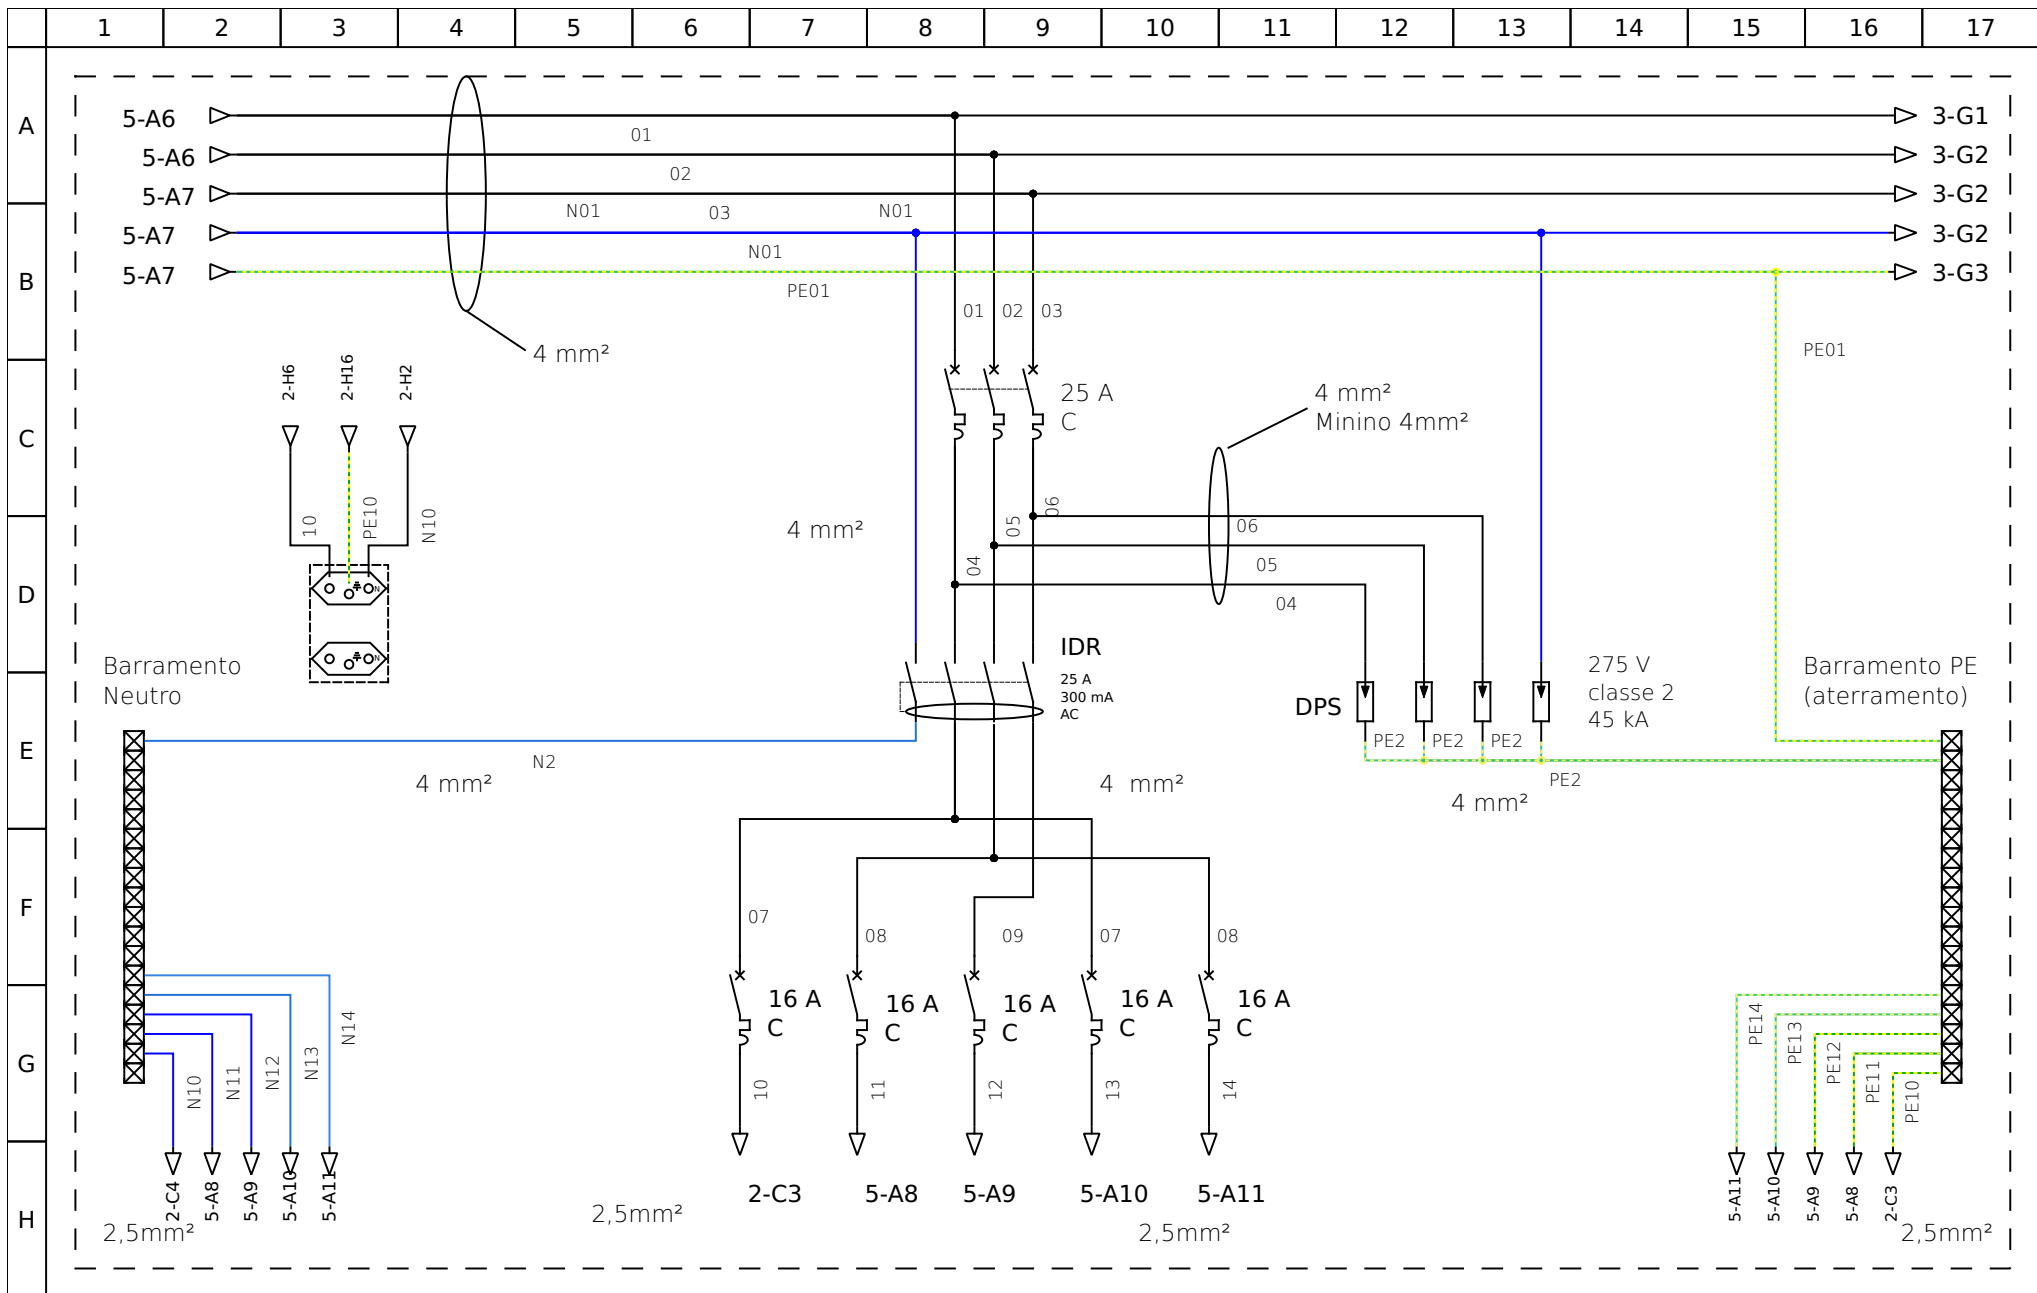 1 2 3 4 5 6 7 8 9 10 11 12 13 14 15 16 17
A
5-A6
3-G1
01
5-A6
3-G2
02
5-A7
3-G2
N01 03 N01
5-A7
3-G2
N01
B
5-A7
3-G3
PE01
01 02 03
PE01
4 mm²
2-H6 2-H16 2-H2
25 A
C
4 mm²
Minino 4mm²
C
10 PE10 N10
4 mm²
04 05 06
06
05
04
D
N
N
IDR
25 A
300 mA
AC
Barramento
Neutro
DPS
275 V
classe 2
45 kA
Barramento PE
(aterramento)
E
PE2 PE2 PE2
PE2
N2
4 mm²
4 mm²
4 mm²
F
07
08 09 07 08
16 A
C
16 A
C
16 A
C
16 A
C
16 A
C
G
N10 N11 N12 N13 N14
10 11 12 13 14
PE14 PE13 PE12 PE11 PE10
H
2-C4 5-A8 5-A9 5-A10 5-A11
2-C3 5-A8 5-A9 5-A10 5-A11
5-A11 5-A10 5-A9 5-A8 2-C3
2,5mm²
2,5mm²
2,5mm²
2,5mm²